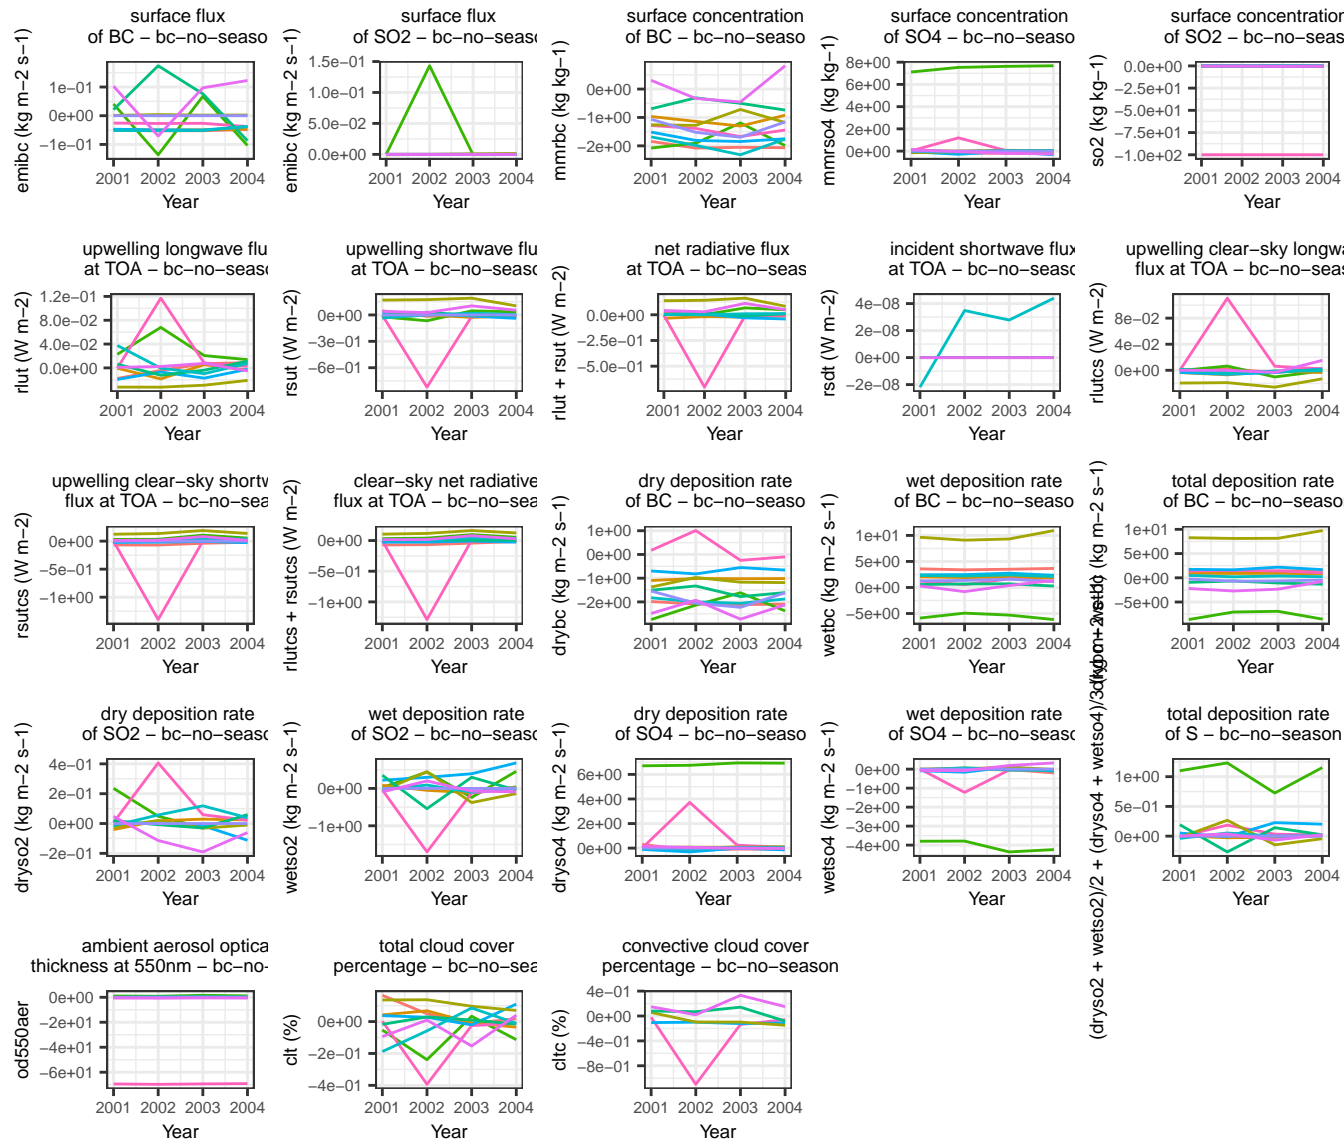 surface flux
of BC − bc−no−seaso
emibc (kg m−2 s−1)
1e−01
0e+00
−1e−01
2001 2002 2003 2004
Year
surface flux
of SO2 − bc−no−seaso
emibc (kg m−2 s−1)
1.5e−01
1.0e−01
5.0e−02
0.0e+00
2001 2002 2003 2004
Year
surface concentration
of BC − bc−no−seaso
mmrbc (kg kg−1)
0e+00
−1e+00
−2e+00
2001 2002 2003 2004
Year
surface concentration
of SO4 − bc−no−seaso
mmrso4 (kg kg−1)
8e+00
6e+00
4e+00
2e+00
0e+00
2001 2002 2003 2004
Year
surface concentration
of SO2 − bc−no−seaso
so2 (kg kg−1)
0.0e+00
−2.5e+01
−5.0e+01
−7.5e+01
−1.0e+02
2001 2002 2003 2004
Year
upwelling longwave flu
at TOA − bc−no−seaso
rlut (W m−2)
1.2e−01
8.0e−02
4.0e−02
0.0e+00
2001 2002 2003 2004
Year
upwelling shortwave flu
at TOA − bc−no−seaso
rsut (W m−2)
0e+00
−3e−01
−6e−01
2001 2002 2003 2004
Year
net radiative flux
at TOA − bc−no−seas
rlut + rsut (W m−2)
0.0e+00
−2.5e−01
−5.0e−01
2001 2002 2003 2004
Year
incident shortwave flux
at TOA − bc−no−seas
rsdt (W m−2)
4e−08
2e−08
0e+00
−2e−08
2001 2002 2003 2004
Year
upwelling clear−sky longwa
flux at TOA − bc−no−seas
rlutcs (W m−2)
8e−02
4e−02
0e+00
2001 2002 2003 2004
Year
upwelling clear−sky shortw
flux at TOA − bc−no−sea
rsutcs (W m−2)
0e+00
−5e−01
−1e+00
2001 2002 2003 2004
Year
clear−sky net radiative
flux at TOA − bc−no−sea
rlutcs + rsutcs (W m−2)
0e+00
−5e−01
−1e+00
2001 2002 2003 2004
Year
dry deposition rate
of BC − bc−no−seaso
drybc (kg m−2 s−1)
1e+00
0e+00
−1e+00
−2e+00
2001 2002 2003 2004
Year
wet deposition rate
of BC − bc−no−seaso
wetbc (kg m−2 s−1)
1e+01
5e+00
0e+00
−5e+00
2001 2002 2003 2004
Year
total deposition rate
of BC − bc−no−seaso
(kg m−2 s−1)
1e+01
5e+00
0e+00
−5e+00
2001 2002 2003 2004
Year
dry deposition rate
of SO2 − bc−no−seaso
dryso2 (kg m−2 s−1)
4e−01
2e−01
0e+00
−2e−01
2001 2002 2003 2004
Year
wet deposition rate
of SO2 − bc−no−seaso
wetso2 (kg m−2 s−1)
0e+00
−1e+00
2001 2002 2003 2004
Year
dry deposition rate
of SO4 − bc−no−seaso
dryso4 (kg m−2 s−1)
6e+00
4e+00
2e+00
0e+00
2001 2002 2003 2004
Year
wet deposition rate
of SO4 − bc−no−seaso
wetso4 (kg m−2 s−1)
0e+00
−1e+00
−2e+00
−3e+00
−4e+00
2001 2002 2003 2004
Year
total deposition rate
of S − bc−no−season
(dryso2 + wetso2)/2 + (dryso4 + wetso4)/3
1e+00
5e−01
0e+00
2001 2002 2003 2004
Year
ambient aerosol optica
thickness at 550nm − bc−no−
od550aer
0e+00
−2e+01
−4e+01
−6e+01
2001 2002 2003 2004
Year
total cloud cover
percentage − bc−no−sea
clt (%)
0e+00
−2e−01
−4e−01
2001 2002 2003 2004
Year
convective cloud cover
percentage − bc−no−season
cltc (%)
4e−01
0e+00
−4e−01
−8e−01
2001 2002 2003 2004
Year